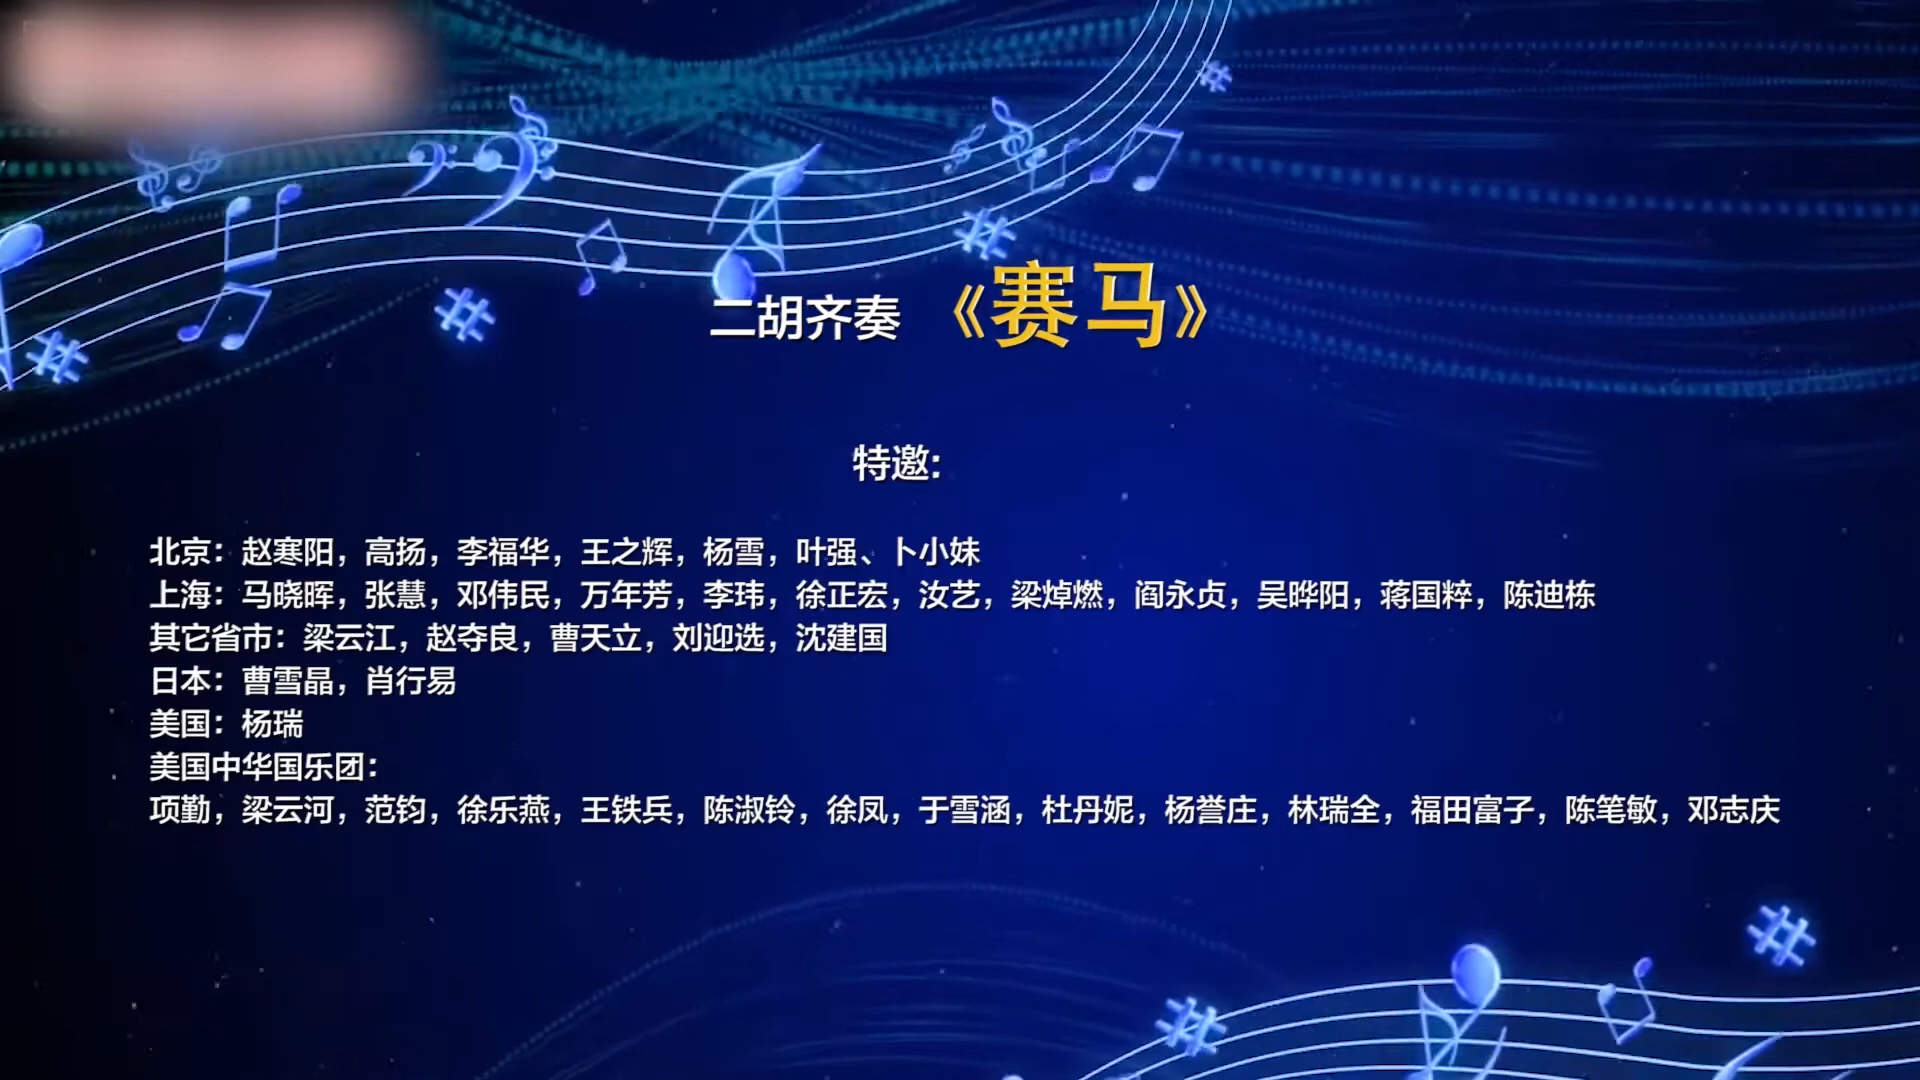 二胡齐奏 《赛马》
特邀:
北京：赵寒阳，高扬，李福华，王之辉，杨雪，叶强、卜小妹
上海：马晓晖，张慧，邓伟民，万年芳，李玮，徐正宏，汝艺，梁焯燃，阎永贞，吴晔阳，蒋国粹，陈迪栋
其它省市：梁云江，赵夺良，曹天立，刘迎选，沈建国
日本：曹雪晶，肖行易
美国：杨瑞
美国中华国乐团：
项勤，梁云河，范钧，徐乐燕，王铁兵，陈淑铃，徐凤，于雪涵，杜丹妮，杨誉庄，林瑞全，福田富子，陈笔敏，邓志庆